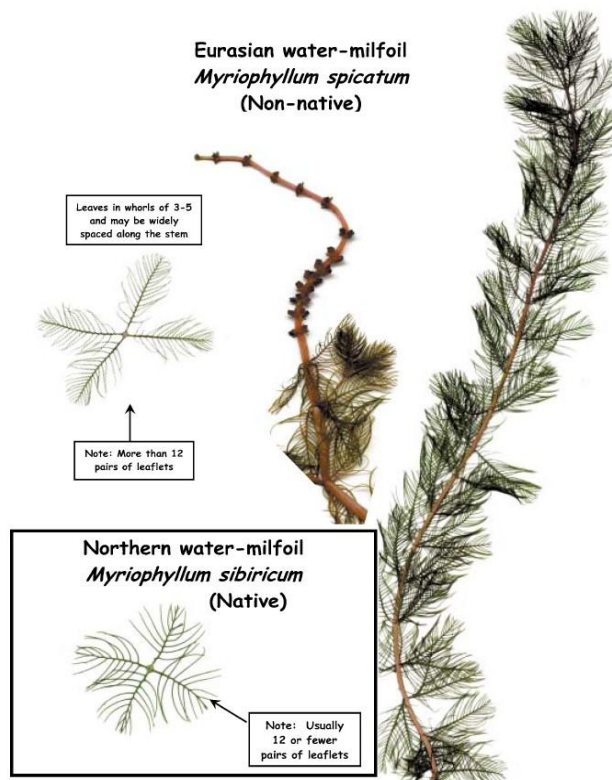 Eurasian water-milfoil
Myriophyllum spicatum
(Non-native)
Leaves in whorls of 3-5
and may be widely
spaced along the stem
Note: More than 12
pairs of leaflets
Northern water-milfoil
Myriophyllum sibiricum
(Native)
Note: Usually
12 or fewer
pairs of leaflets